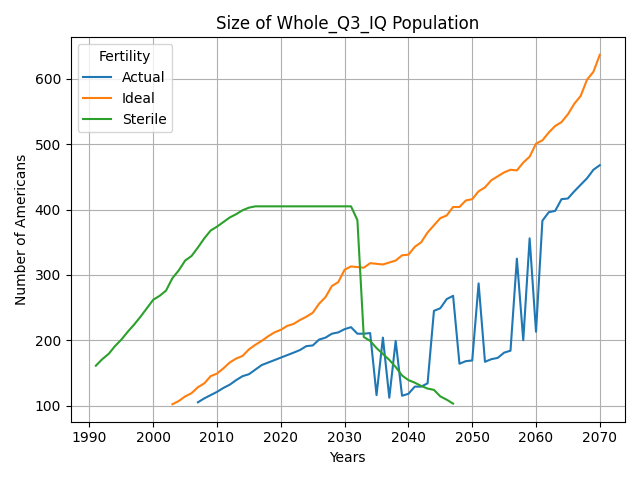 Size of Whole_Q3_IQ Population
Fertility
Actual
Ideal
Sterile
Number of Americans
600
500
400
300
200
100
1990 2000 2010 2020 2030 2040 2050 2060 2070
Years